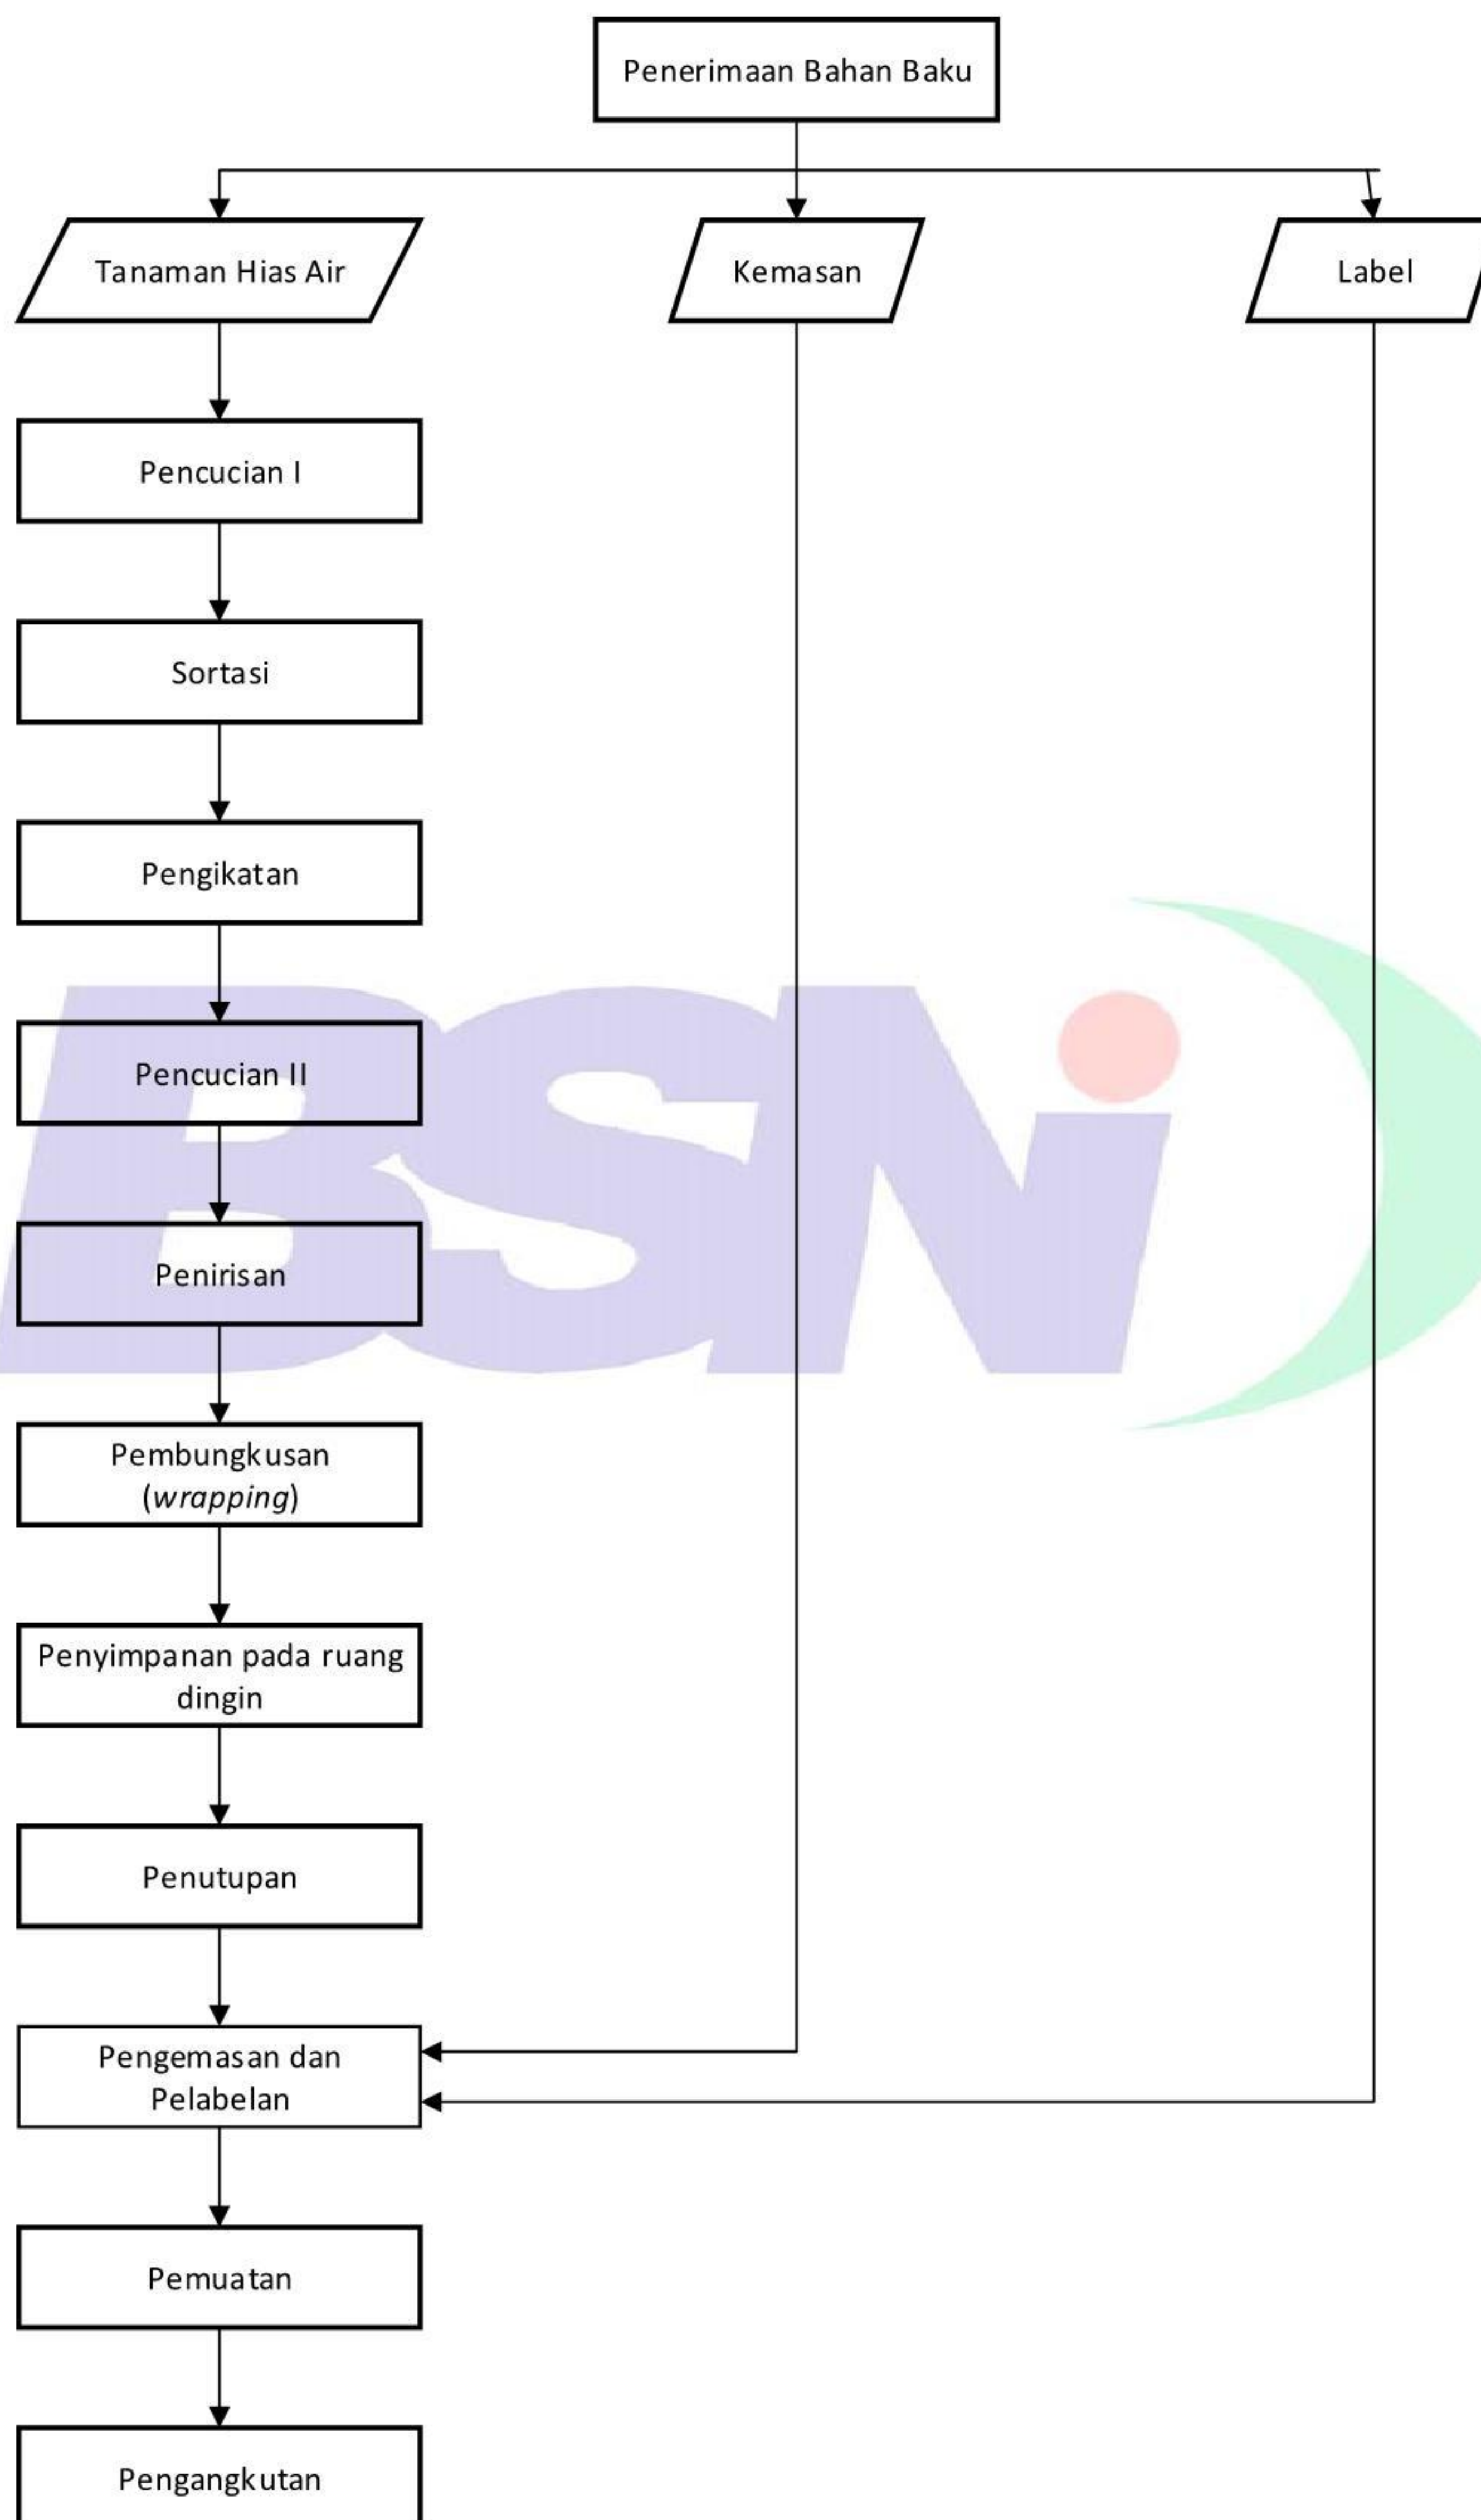 Penerimaan Bahan Baku
Tanaman Hias Air
Kemasan
Label
Pencucian I
Sortasi
Pengikatan
Pencucian II
Penirisan
Pembungkusan
(wrapping)
Penyimpanan pada ruang
dingin
Penutupan
Pengemasan dan
Pelabelan
Pemuatan
Pengangkutan
BSNi